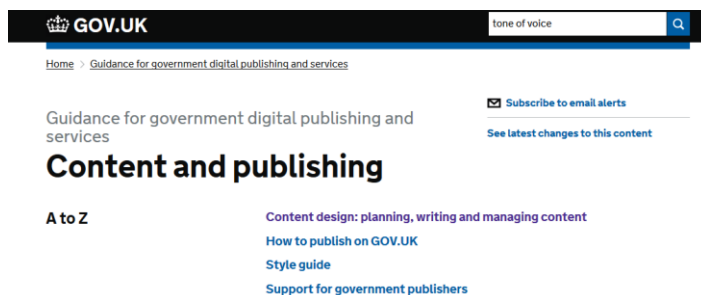 GOV.UK
tone of voice
Home > Guidance for government digital publishing and services
Subscribe to email alerts
See latest changes to this content
Guidance for government digital publishing and
services
Content and publishing
A to Z
Content design: planning, writing and managing content
How to publish on GOV.UK
Style guide
Support for government publishers